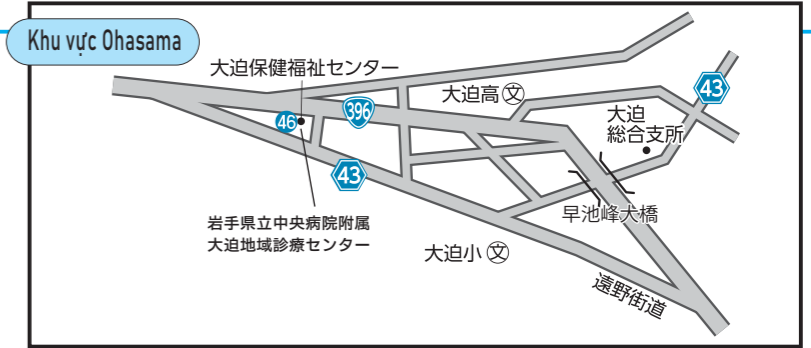 Khu vực Ohasama
大迫保健福祉センター
大迫高 文
43
46
396
大迫
総合支所
43
岩手県立中央病院附属
大迫地域診療センター
早池峰大橋
大迫小 文
遠野街道